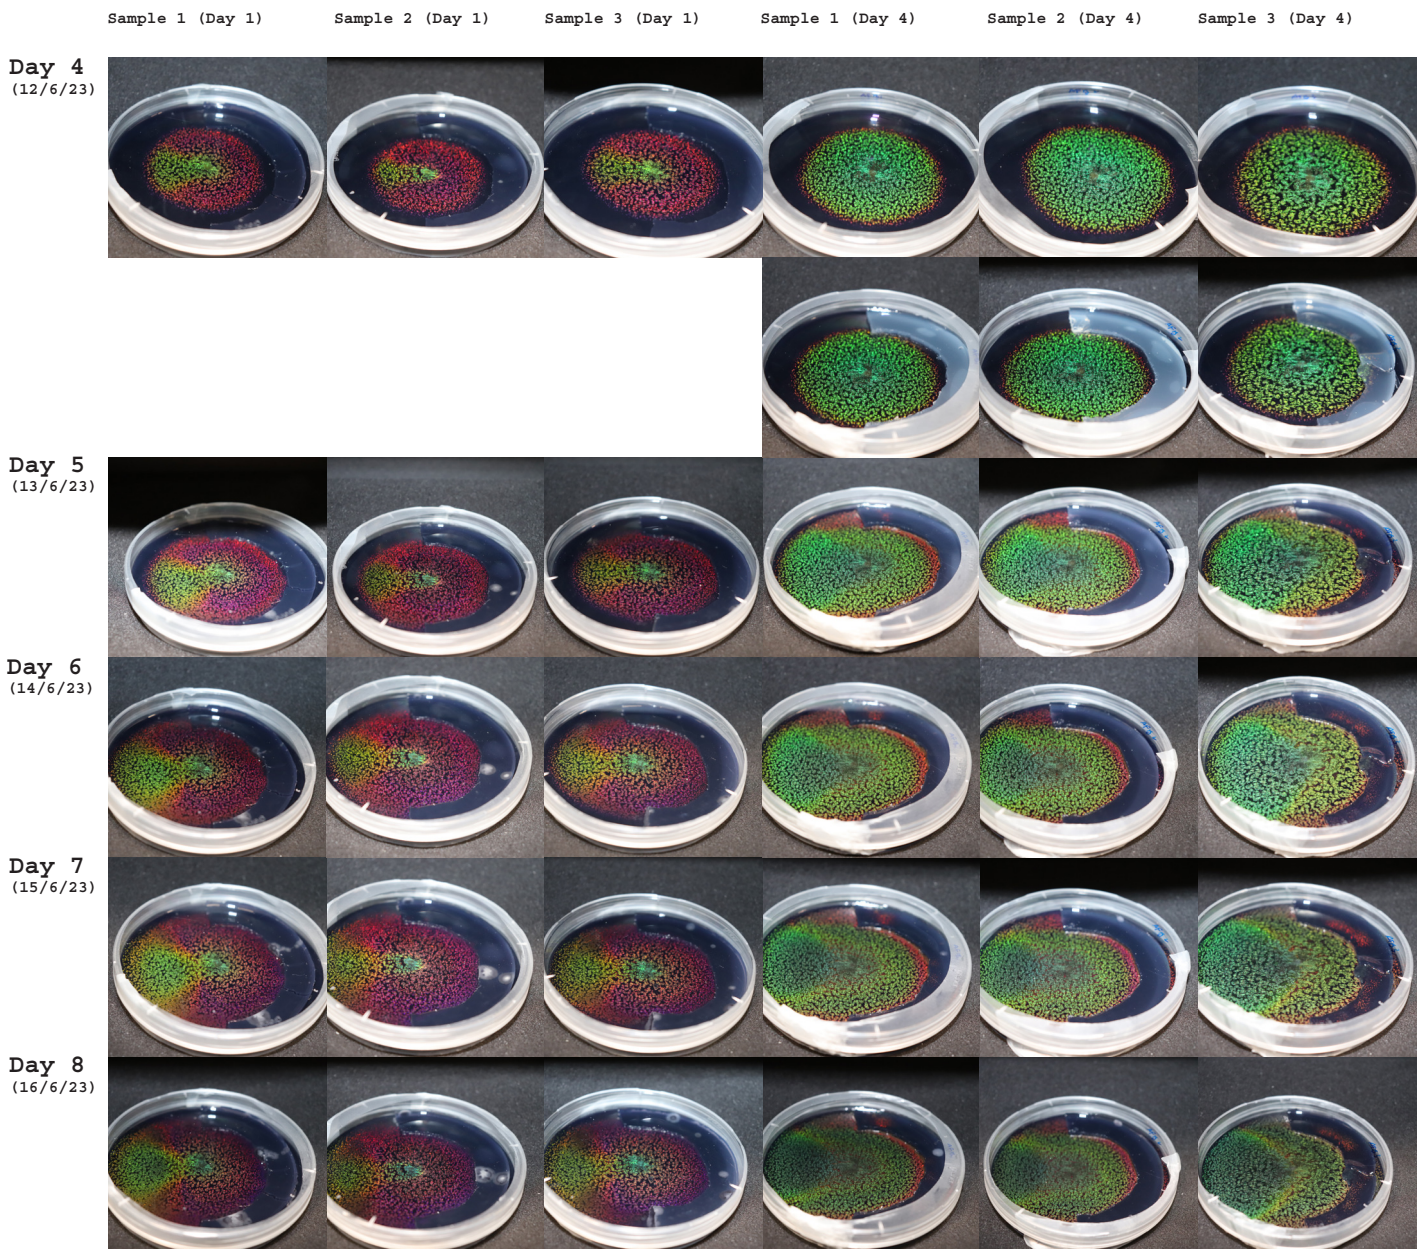 Sample 1 (Day 1)
Sample 2 (Day 1)
Sample 3 (Day 1)
Sample 1 (Day 4)
Sample 2 (Day 4)
Sample 3 (Day 4)
Day 4
(12/6/23)
Day 5
(13/6/23)
Day 6
(14/6/23)
Day 7
(15/6/23)
Day 8
(16/6/23)